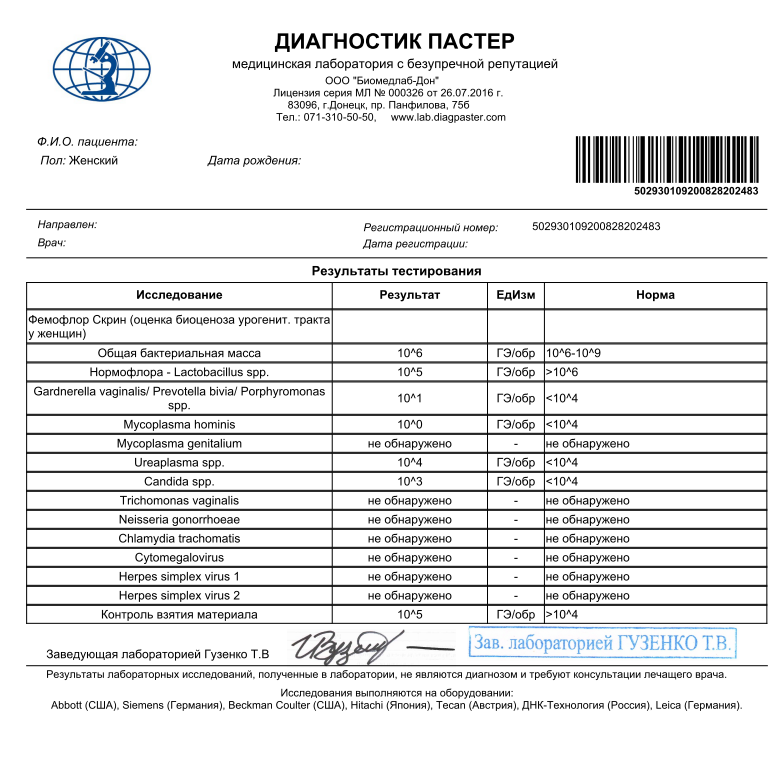 ДИАГНОСТИК ПАСТЕР
медицинская лаборатория с безупречной репутацией
ООО "Биомедлаб-Дон"
Лицензия серия МЛ № 000326 от 26.07.2016 г.
83096, г.Донецк, пр. Панфилова, 75б
Тел.: 071-310-50-50, www.lab.diagpaster.com
Ф.И.О. пациента:
Пол: Женский Дата рождения:
502930109200828202483
Направлен: Регистрационный номер: 502930109200828202483
Врач: Дата регистрации:
Результаты тестирования
Исследование Результат ЕдИзм Норма
Фемофлор Скрин (оценка биоценоза урогенит. тракта
у женщин)
Общая бактериальная масса 10^6 ГЭ/обр 10^6-10^9
Нормофлора - Lactobacillus spp. 10^5 ГЭ/обр >10^6
Gardnerella vaginalis/ Prevotella bivia/ Porphyromonas
spp. 10^1 ГЭ/обр <10^4
Mycoplasma hominis 10^0 ГЭ/обр <10^4
Mycoplasma genitalium не обнаружено - не обнаружено
Ureaplasma spp. 10^4 ГЭ/обр <10^4
Candida spp. 10^3 ГЭ/обр <10^4
Trichomonas vaginalis не обнаружено - не обнаружено
Neisseria gonorrhoeae не обнаружено - не обнаружено
Chlamydia trachomatis не обнаружено - не обнаружено
Cytomegalovirus не обнаружено - не обнаружено
Herpes simplex virus 1 не обнаружено - не обнаружено
Herpes simplex virus 2 не обнаружено - не обнаружено
Контроль взятия материала 10^5 ГЭ/обр >10^4
Заведующая лабораторией Гузенко Т.В Зав. лабораторией ГУЗЕНКО Т.В.
Результаты лабораторных исследований, полученные в лаборатории, не являются диагнозом и требуют консультации лечащего врача.
Исследования выполняются на оборудовании:
Abbott (США), Siemens (Германия), Beckman Coulter (США), Hitachi (Япония), Tecan (Австрия), ДНК-Технология (Россия), Leica (Германия).